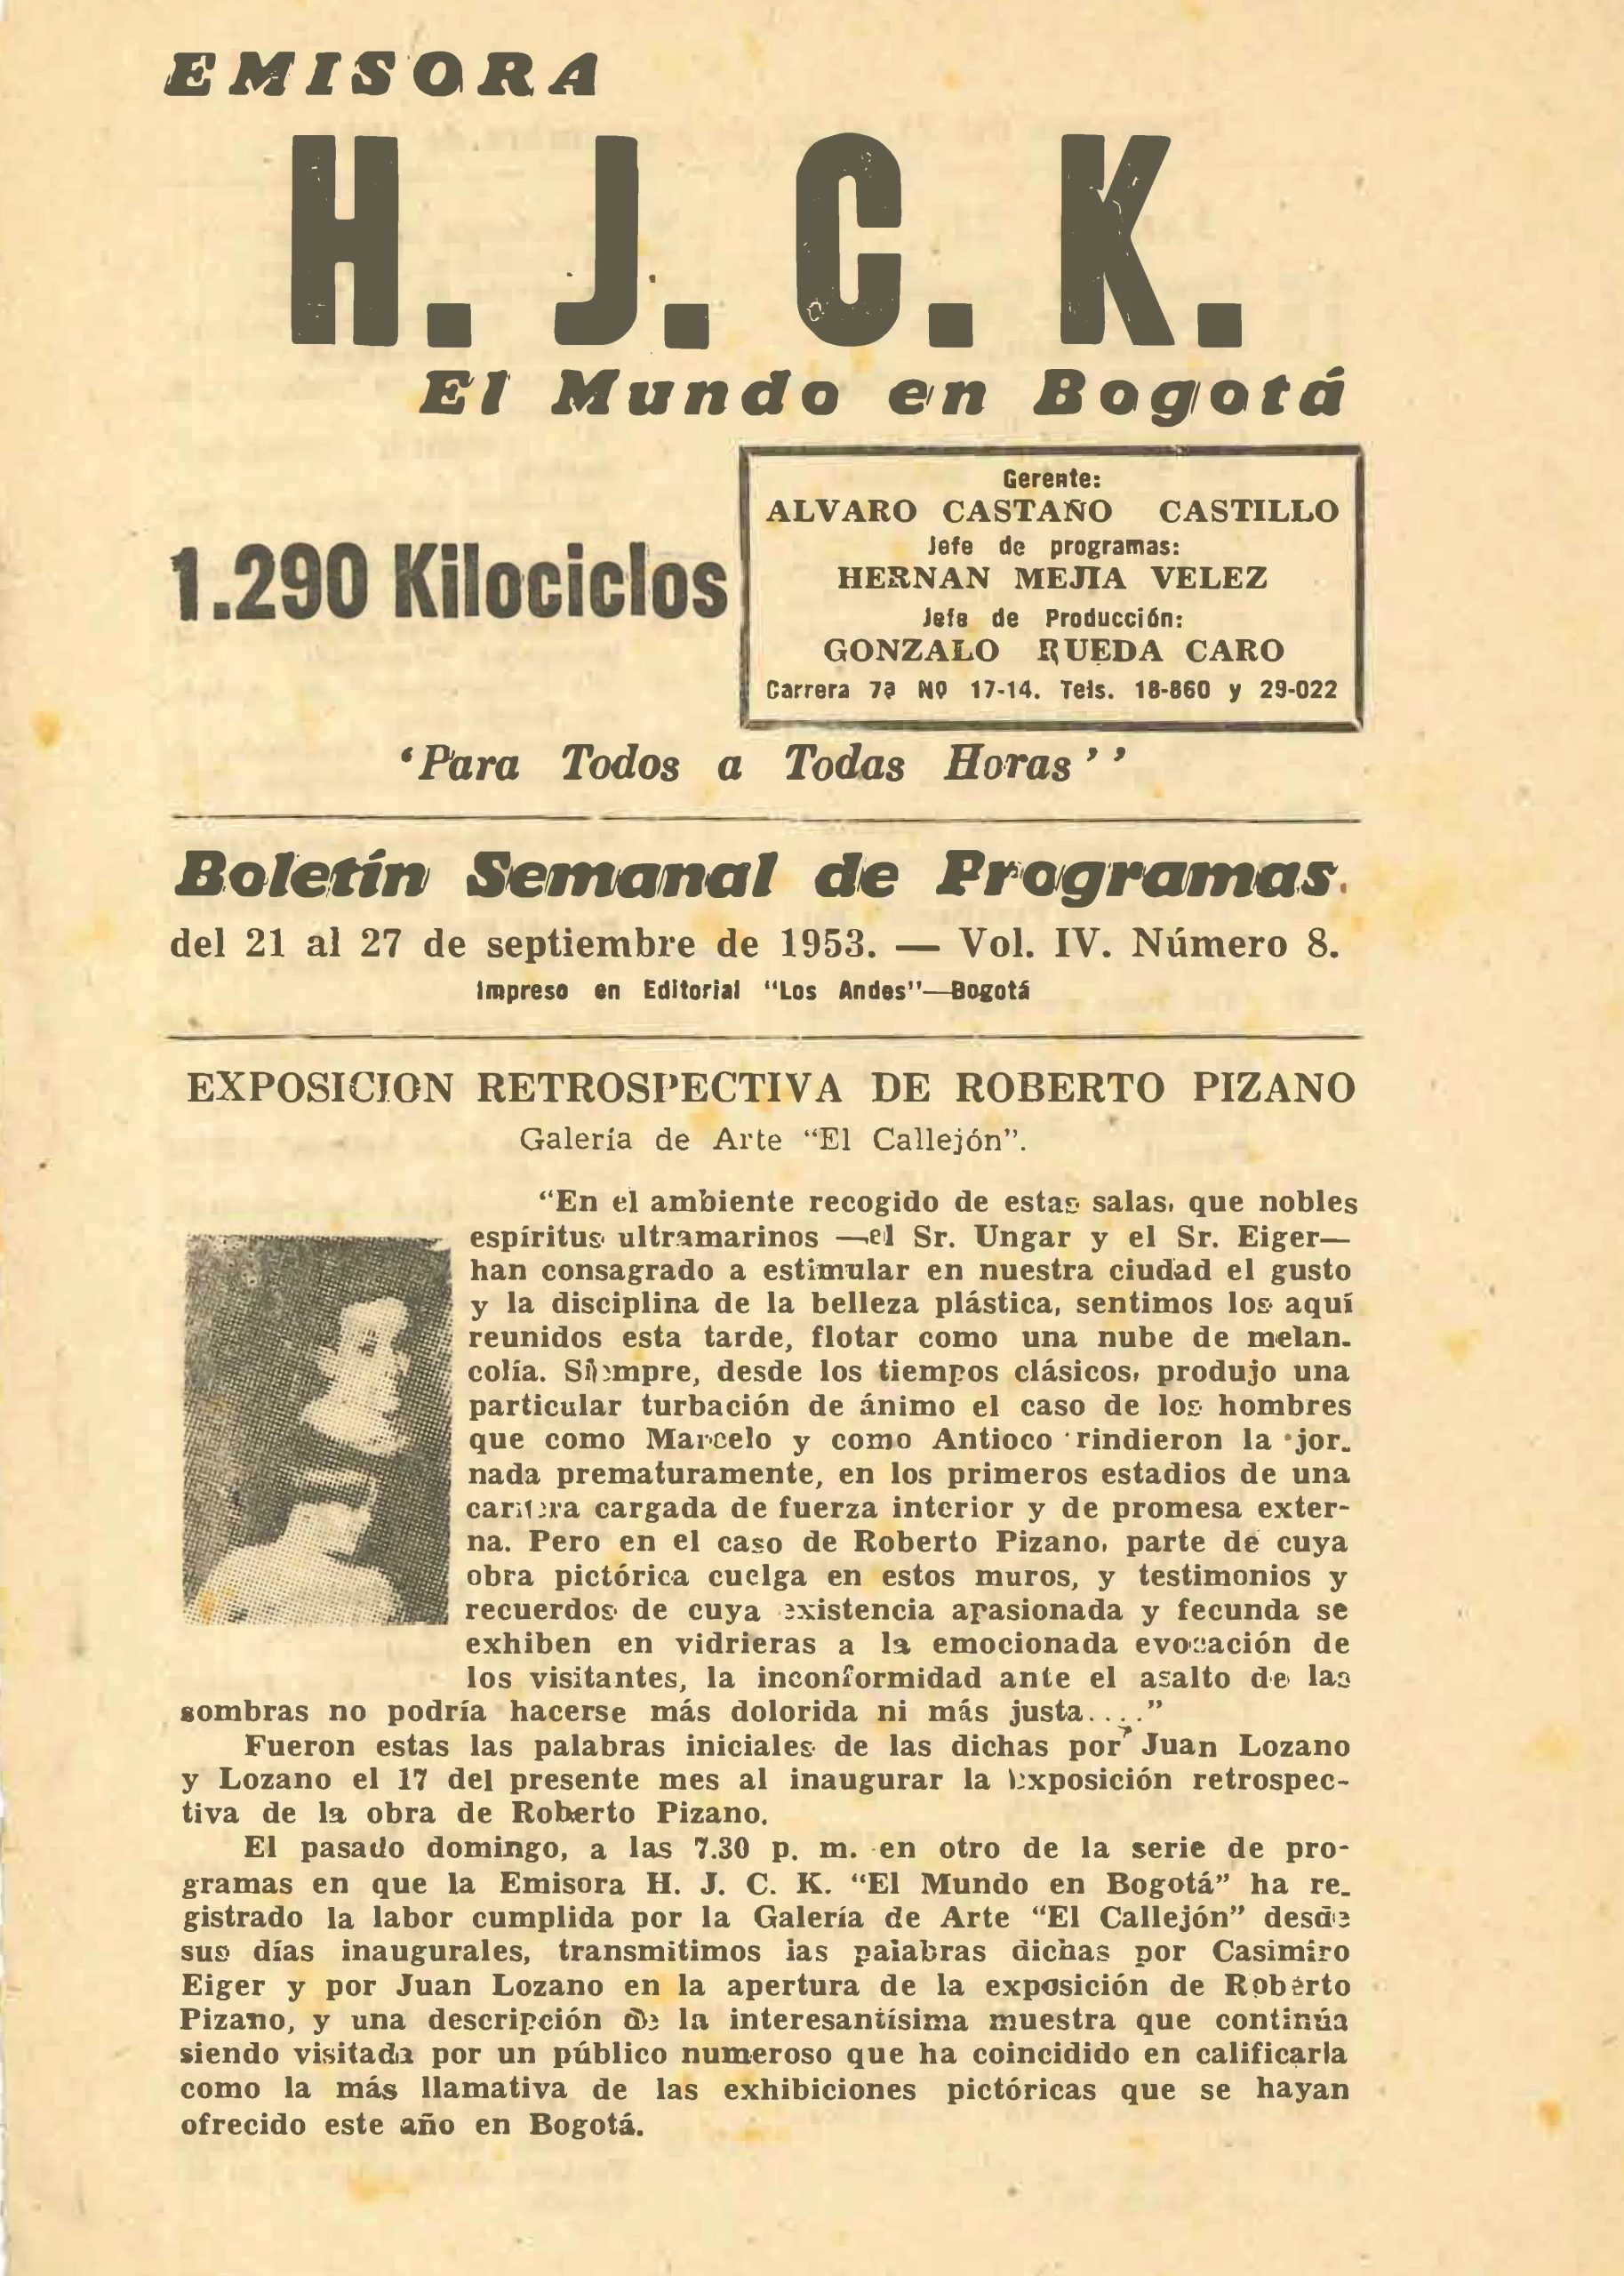 EMISORA
H. J. C. K.
El Mundo en Bogotá
1.290 Kilociclos
Gerente:
ALVARO CASTAÑO CASTILLO
Jefe de programas:
HERNAN MEJIA VELEZ
Jefe de Producción:
GONZALO RUEDA CARO
Carrera 7ª Nº 17-14. Tels. 18-860 y 29-022
‘Para Todos a Todas Horas’’
Boletín Semanal de Programas.
del 21 al 27 de septiembre de 1953. — Vol. IV. Número 8.
Impreso en Editorial “Los Andes”—Bogotá
EXPOSICION RETROSPECTIVA DE ROBERTO PIZANO
Galería de Arte “El Callejón”.
“En el ambiente recogido de estas salas, que nobles
espíritus ultramarinos —el Sr. Ungar y el Sr. Eiger—
han consagrado a estimular en nuestra ciudad el gusto
y la disciplina de la belleza plástica, sentimos los aquí
reunidos esta tarde, flotar como una nube de melan-
colía. Siempre, desde los tiempos clásicos, produjo una
particular turbación de ánimo el caso de los hombres
que como Marcelo y como Antioco rindieron la jor-
nada prematuramente, en los primeros estadios de una
carrera cargada de fuerza interior y de promesa exter-
na. Pero en el caso de Roberto Pizano, parte de cuya
obra pictórica cuelga en estos muros, y testimonios y
recuerdos de cuya existencia apasionada y fecunda se
exhiben en vidrieras a la emocionada evocación de
los visitantes, la inconformidad ante el asalto de las
sombras no podría hacerse más dolorida ni más justa....”
Fueron estas las palabras iniciales de las dichas por Juan Lozano
y Lozano el 17 del presente mes al inaugurar la exposición retrospec-
tiva de la obra de Roberto Pizano.
El pasado domingo, a las 7.30 p. m. en otro de la serie de pro-
gramas en que la Emisora H. J. C. K. “El Mundo en Bogotá” ha re-
gistrado la labor cumplida por la Galería de Arte “El Callejón” desde
sus días inaugurales, transmitimos las palabras dichas por Casimiro
Eiger y por Juan Lozano en la apertura de la exposición de Roberto
Pizano, y una descripción de la interesantísima muestra que continúa
siendo visitada por un público numeroso que ha coincidido en calificarla
como la más llamativa de las exhibiciones pictóricas que se hayan
ofrecido este año en Bogotá.